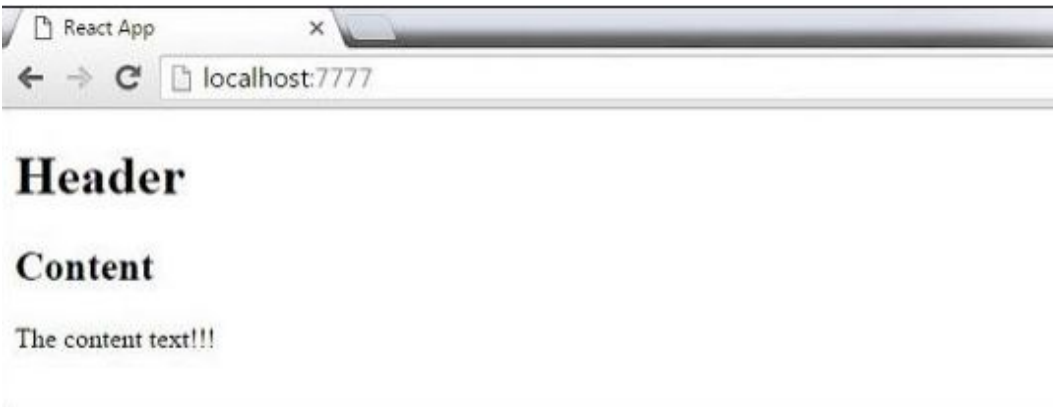 React App
localhost:7777
Header
Content
The content text!!!